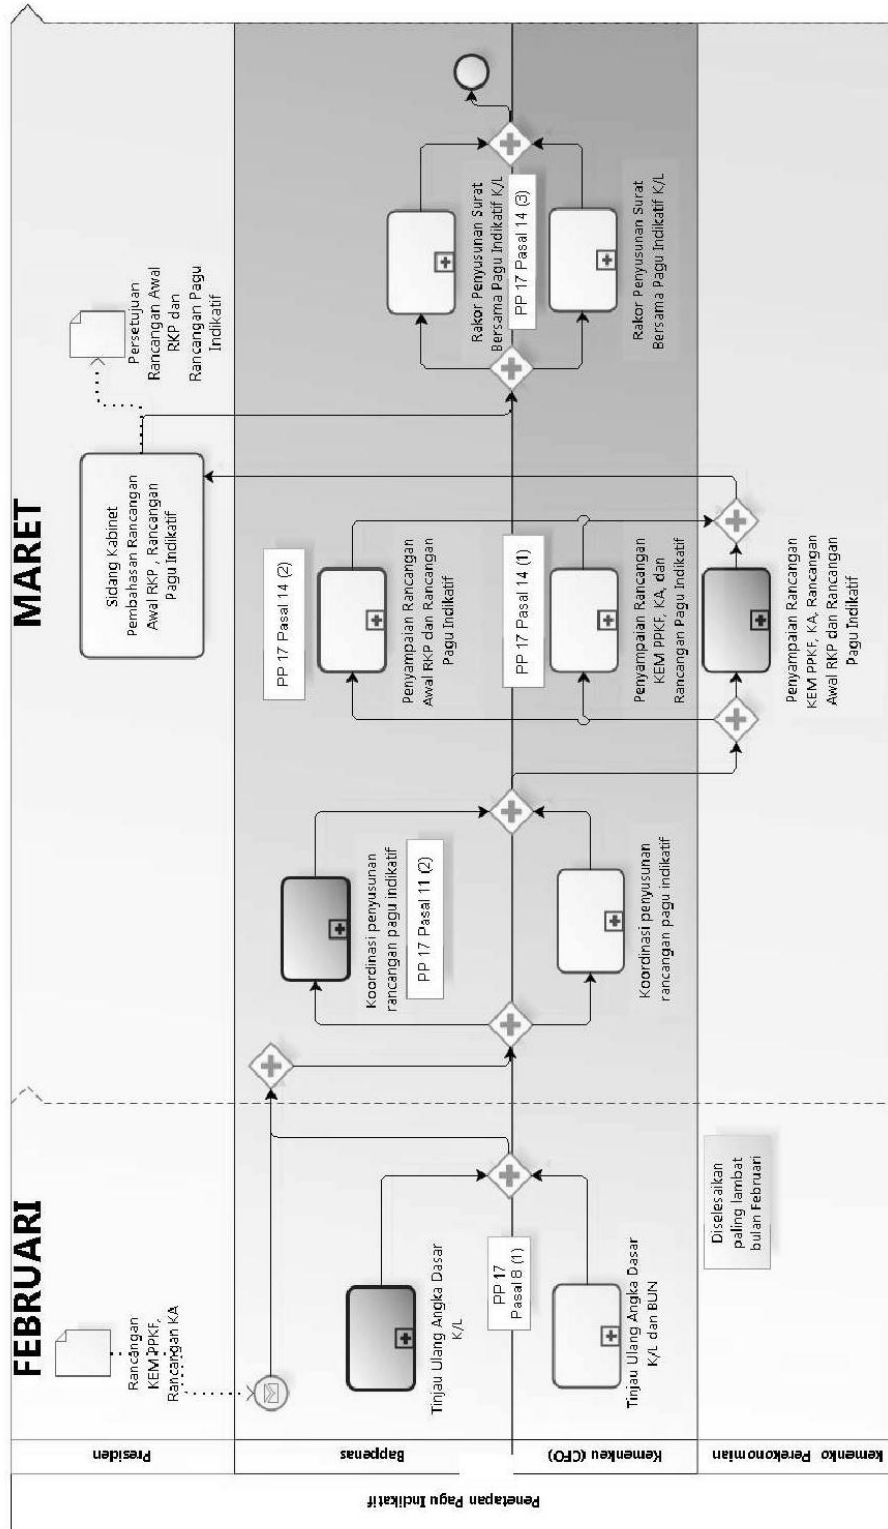 FEBRUARI
MARET
Penetapan Pagu Indikatif
Presiden
Bappenas
Kemenkeu (CFO)
kemenko Perekonomian
Rancangan
KEM PPKF,
Rancangan KA
Sidang Kabinet
Pembahasan Rancangan
Awal RKP , Rancangan
Pagu Indikatif
Persetujuan
Rancangan Awal
RKP dan
Rancangan Pagu
Indikatif
Tinjau Ulang Angka Dasar
K/L
PP 17
Pasal 8 (1)
Tinjau Ulang Angka Dasar
K/L dan BUN
Diselesaikan
paling lambat
bulan Februari
Koordinasi penyusunan
rancangan pagu indikatif
PP 17 Pasal 11 (2)
Koordinasi penyusunan
rancangan pagu indikatif
PP 17 Pasal 14 (2)
Penyampaian Rancangan
Awal RKP dan Rancangan
Pagu Indikatif
PP 17 Pasal 14 (1)
Penyampaian Rancangan
KEM PPKF, KA, dan
Rancangan Pagu Indikatif
Penyampaian Rancangan
KEM PPKF, KA, Rancangan
Awal RKP dan Rancangan
Pagu Indikatif
Rakor Penyusunan Surat
Bersama Pagu Indikatif K/L
PP 17 Pasal 14 (3)
Rakor Penyusunan Surat
Bersama Pagu Indikatif K/L